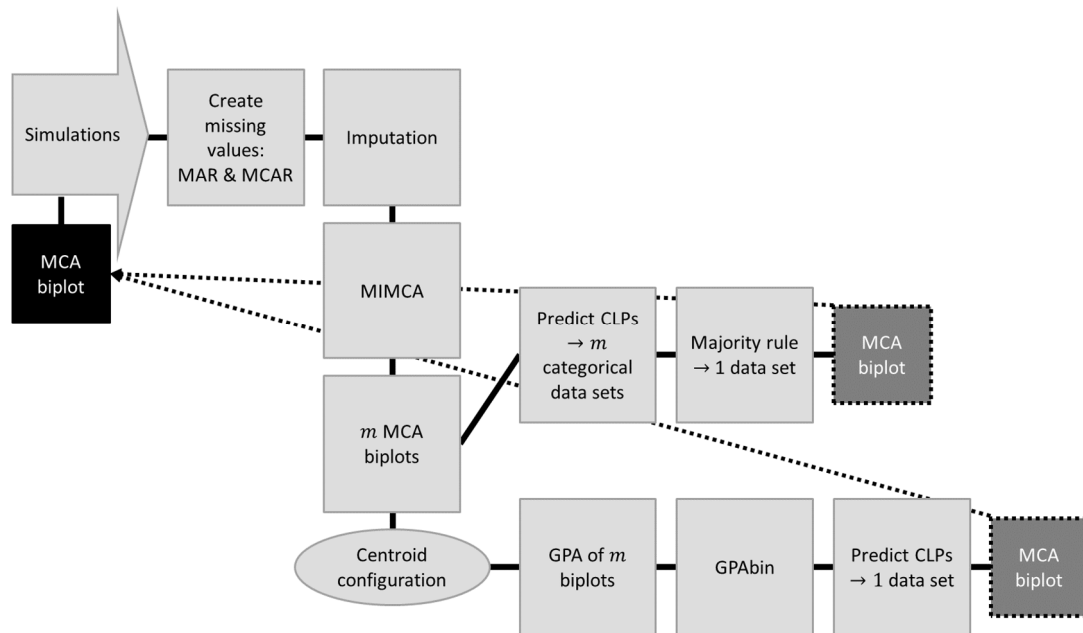 Simulations
Create
missing
values:
MAR & MCAR
Imputation
MCA
biplot
MIMCA
Predict CLPs
→ m
categorical
data sets
Majority rule
→ 1 data set
MCA
biplot
m MCA
biplots
Centroid
configuration
GPA of m
biplots
GPAbin
Predict CLPs
→ 1 data set
MCA
biplot